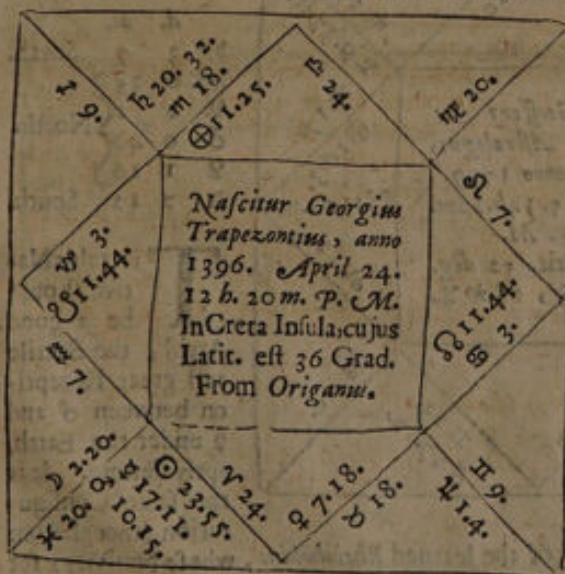 ♐ 9.
♄ 20. 32.
♏ 18.
⊕ 11.25.
♎ 24.
♍ 20.
♌ 7.
♑ 3.
☋ 11.44.
Naſcitur Georgius
Trapezontius, anno
1396. April 24.
12 h. 20 m. P. M.
In Creta Inſula; cujus
Latit. eſt 36 Grad.
From Origanus.
☊ 11.44.
♋ 3.
♒ 7.
☽ 2.20.
♓ 20. ♂ ☿
17.11.
10.15.
☉ 23.55.
♈ 24.
♀ 7.18.
♉ 18.
♊ 9.
♃ 1.4.